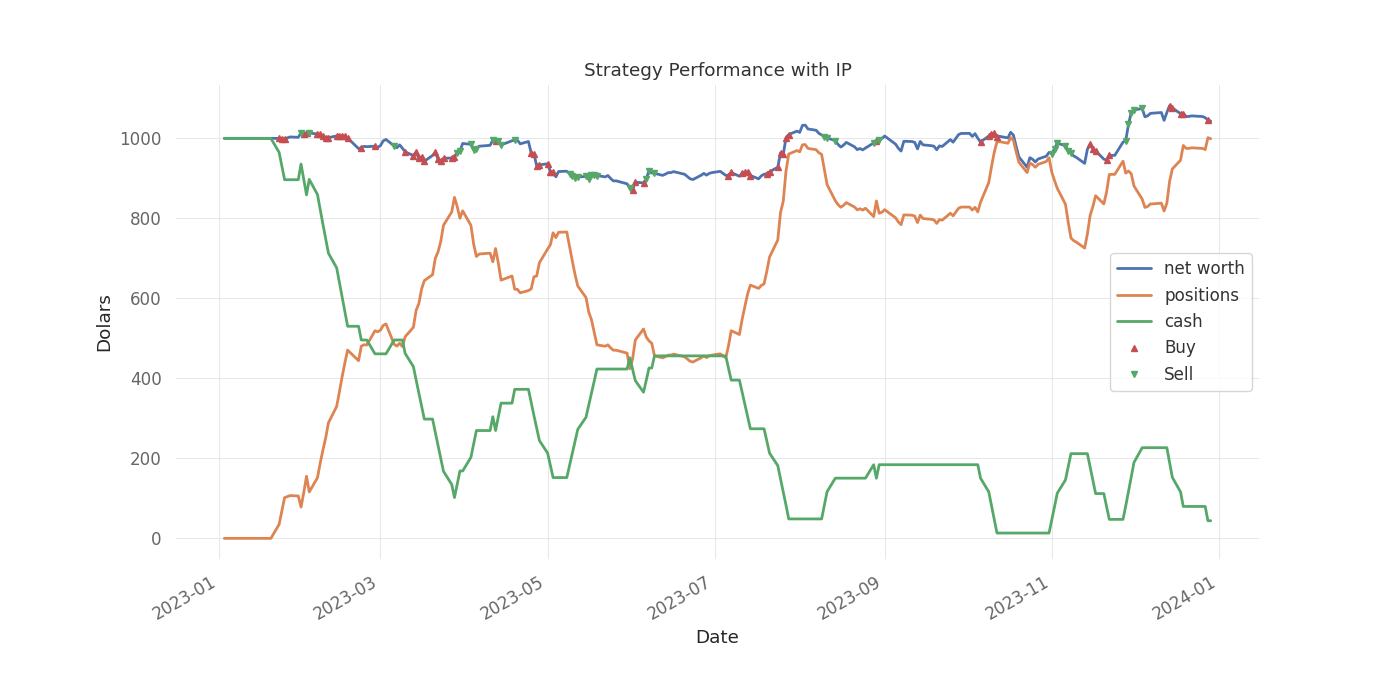 Strategy Performance with IP
Dolars
1000
800
600
400
200
0
net worth
positions
cash
Buy
Sell
2023-01
2023-03
2023-05
2023-07
2023-09
2023-11
2024-01
Date